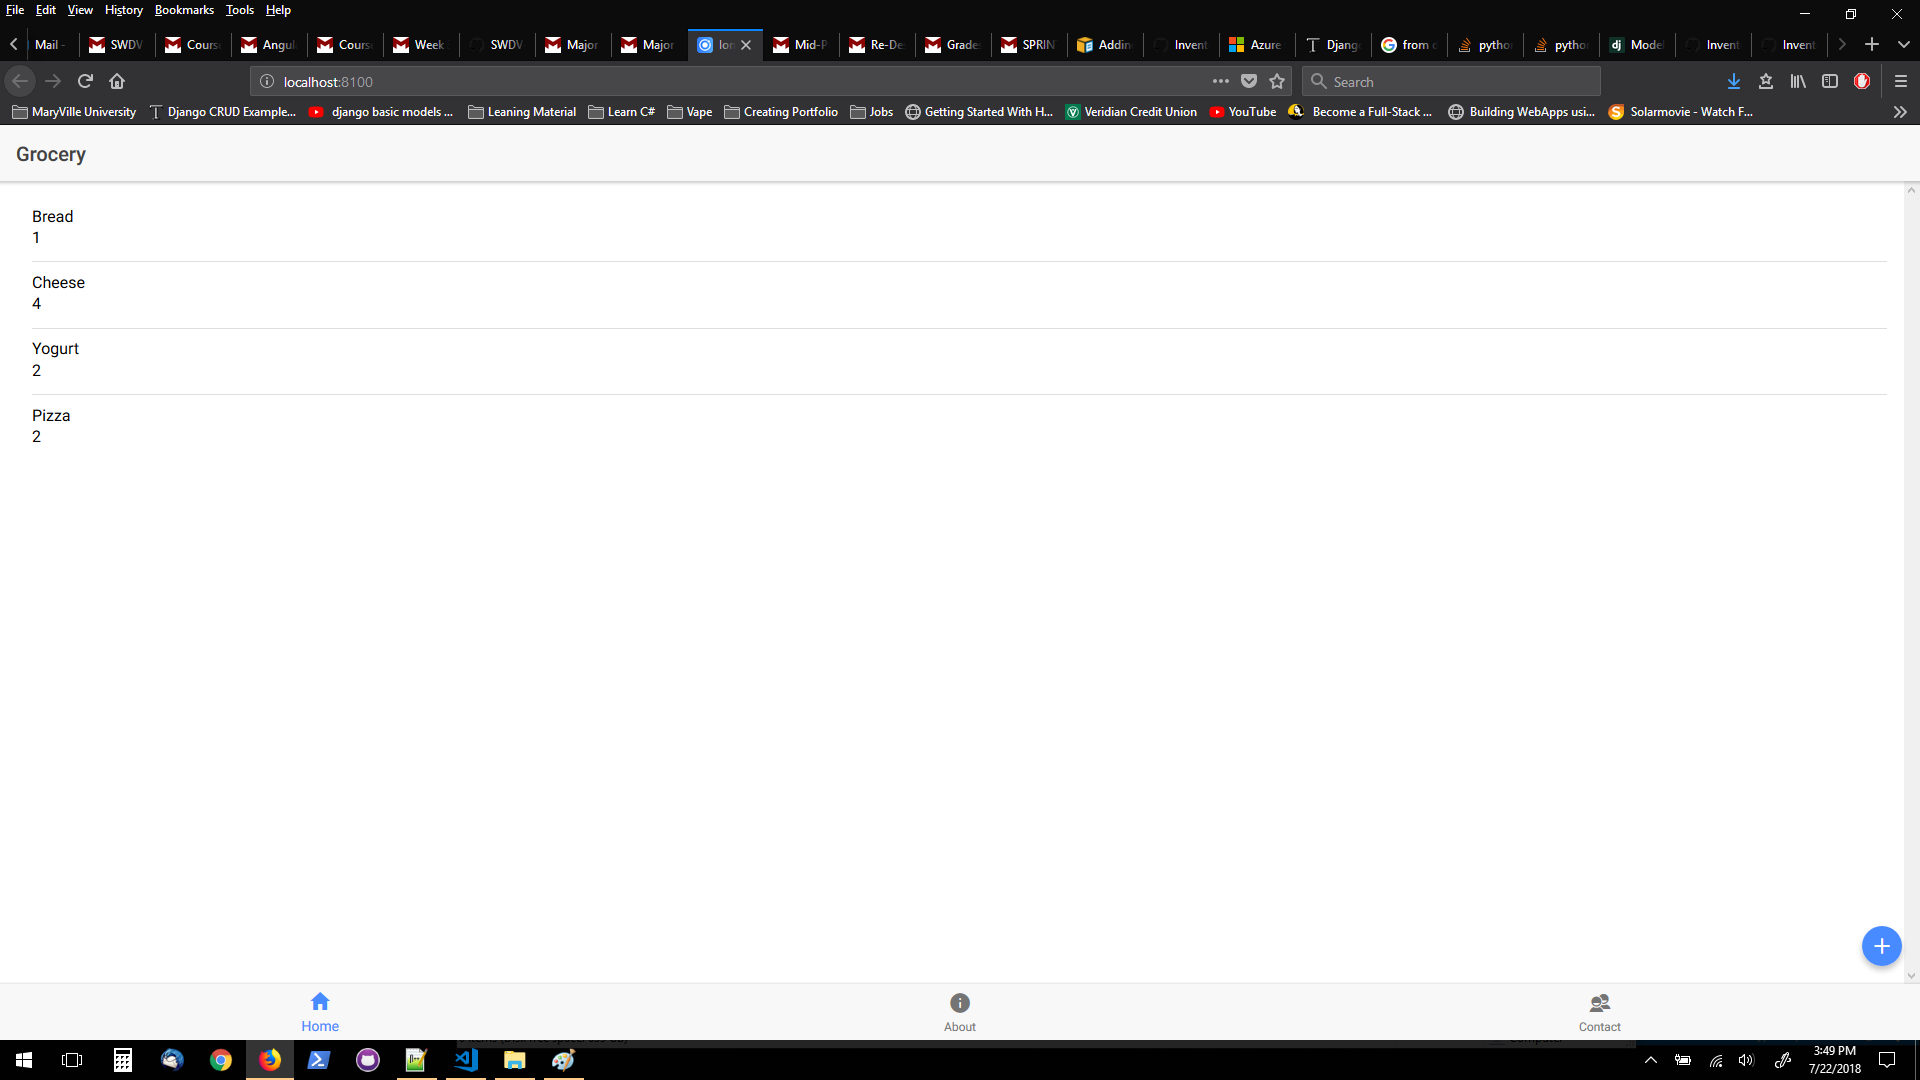 File Edit View History Bookmarks Tools Help
Mail - SWDV Cours Angul Cours Week SWDV Major Major Ion Mid-P Re-De Grade SPRIN Addin Invent Azure Djang from pytho pytho Model Invent Invent
localhost:8100 Search
MaryVille University Django CRUD Example... django basic models ... Leaning Material Learn C# Vape Creating Portfolio Jobs Getting Started With H... Veridian Credit Union YouTube Become a Full-Stack ... Building WebApps usi... Solarmovie - Watch F...
Grocery
Bread
1
Cheese
4
Yogurt
2
Pizza
2
Home About Contact
3:49 PM
7/22/2018